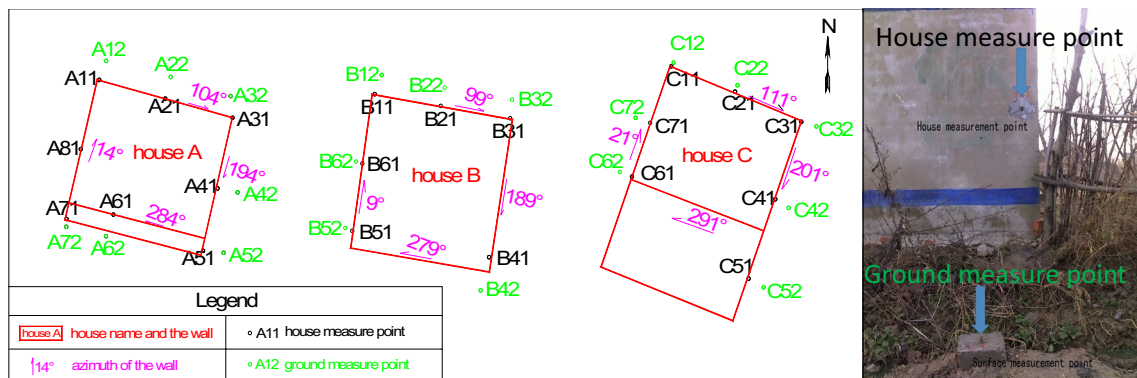 A12
A22
A11
104°
A32
A21
A31
A81
14°
house A
194°
A41
A42
A71
A61
284°
A72
A62
A51
A52
B12
B22
99°
B32
B11
B21
B31
B62
B61
house B
189°
9°
B52
B51
279°
B41
B42
C12
C11
C22
111°
C21
C72
C71
C31
C32
21°
house C
201°
C62
C61
C41
C42
291°
C51
C52
N
Legend
house A house name and the wall
A11 house measure point
14° azimuth of the wall
A12 ground measure point
House measure point
House measurement point
Ground measure point
Surface measurement point